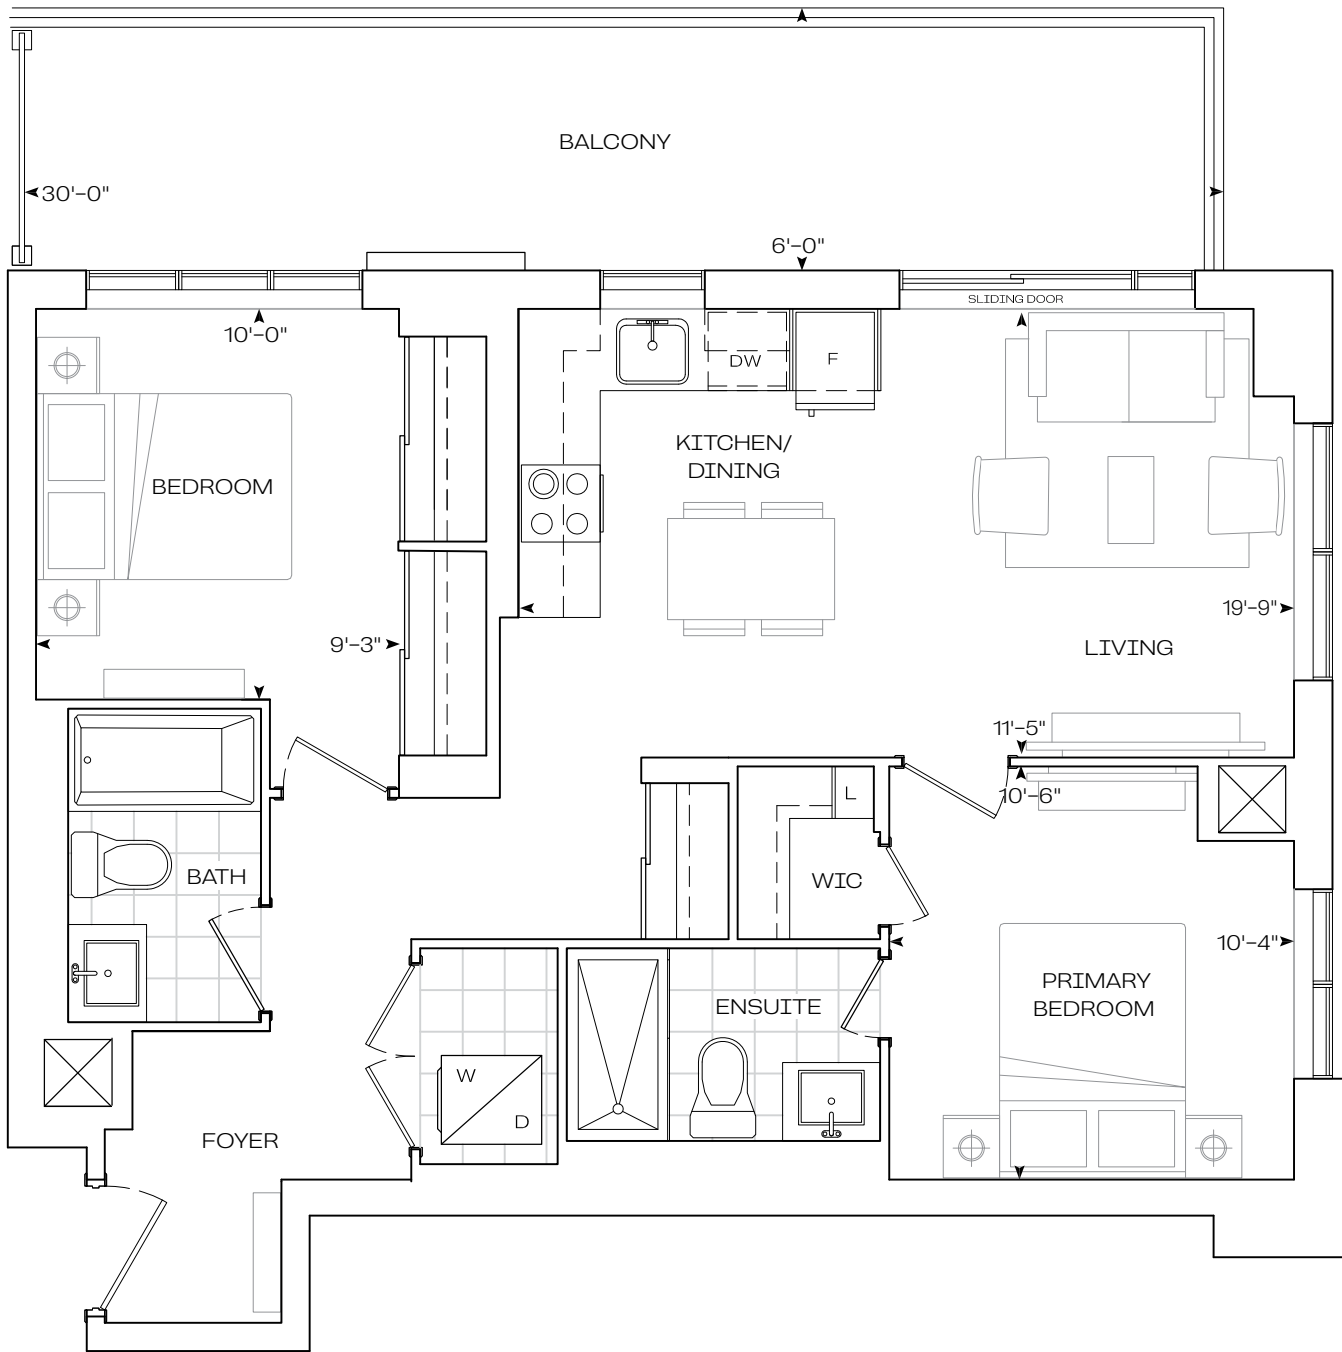 BALCONY
30'-0"
6'-0"
SLIDING DOOR
10'-0"
DW
F
KITCHEN/
DINING
BEDROOM
19'-9"
9'-3"
LIVING
11'-5"
10'-6"
L
BATH
WIC
10'-4"
PRIMARY
BEDROOM
ENSUITE
W
D
FOYER